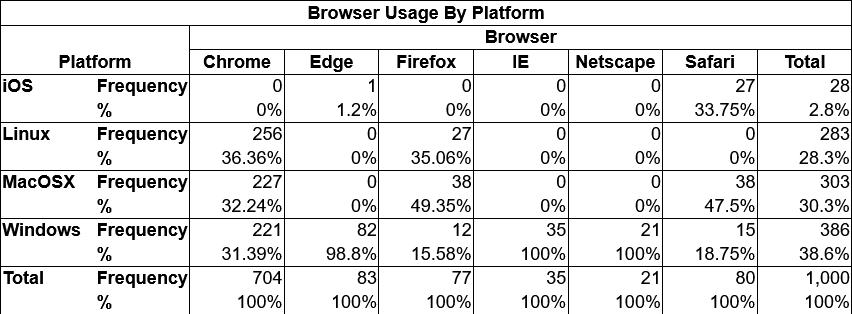 Browser Usage By Platform
Browser
Platform Chrome Edge Firefox IE Netscape Safari Total
iOS Frequency 0 1 0 0 0 27 28
% 0% 1.2% 0% 0% 0% 33.75% 2.8%
Linux Frequency 256 0 27 0 0 0 283
% 36.36% 0% 35.06% 0% 0% 0% 28.3%
MacOSX Frequency 227 0 38 0 0 38 303
% 32.24% 0% 49.35% 0% 0% 47.5% 30.3%
Windows Frequency 221 82 12 35 21 15 386
% 31.39% 98.8% 15.58% 100% 100% 18.75% 38.6%
Total Frequency 704 83 77 35 21 80 1,000
% 100% 100% 100% 100% 100% 100% 100%